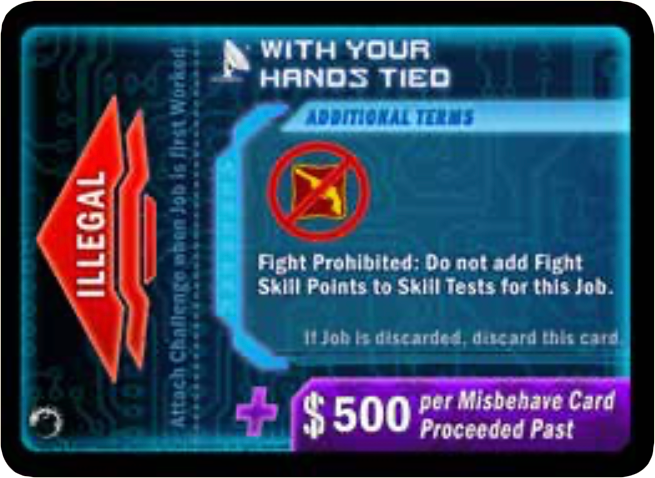 WITH YOUR
HANDS TIED
ADDITIONAL TERMS
ILLEGAL
Attach Challenge when Job is first Worked
Fight Prohibited: Do not add Fight
Skill Points to Skill Tests for this Job.
If Job is discarded, discard this card
+ $500 per Misbehave Card
Proceeded Past